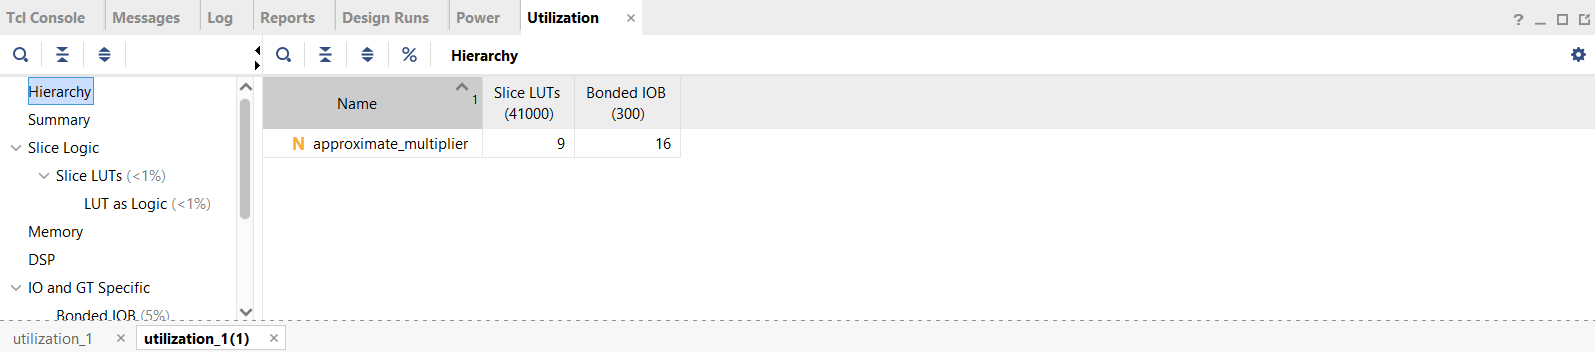 Tcl Console Messages Log Reports Design Runs Power Utilization × ?
Hierarchy
Hierarchy
Summary
Slice Logic
Slice LUTs (<1%)
LUT as Logic (<1%)
Memory
DSP
IO and GT Specific
Bonded IOB (5%)
Name 1 Slice LUTs (41000) Bonded IOB (300)
N approximate_multiplier 9 16
utilization_1 × utilization_1(1) ×